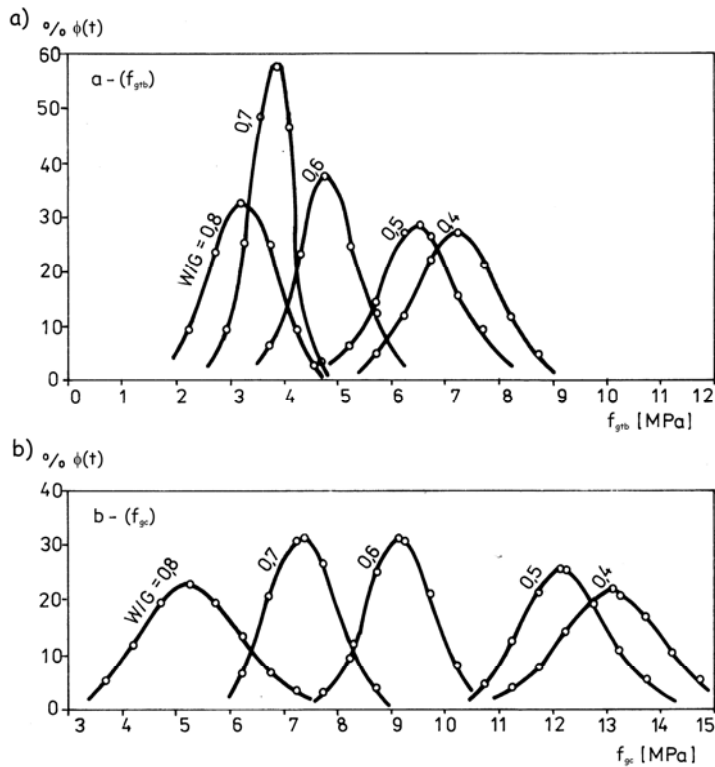 a)
% ϕ(t)
60
50
40
30
20
10
0
a - (f_gtb)
W/G = 0,8
0,7
0,6
0,5
0,4
0 1 2 3 4 5 6 7 8 9 10 11 12
f_gtb [MPa]
b)
% ϕ(t)
40
30
20
10
0
b - (f_gc)
W/G = 0,8
0,7
0,6
0,5
0,4
3 4 5 6 7 8 9 10 11 12 13 14 15
f_gc [MPa]